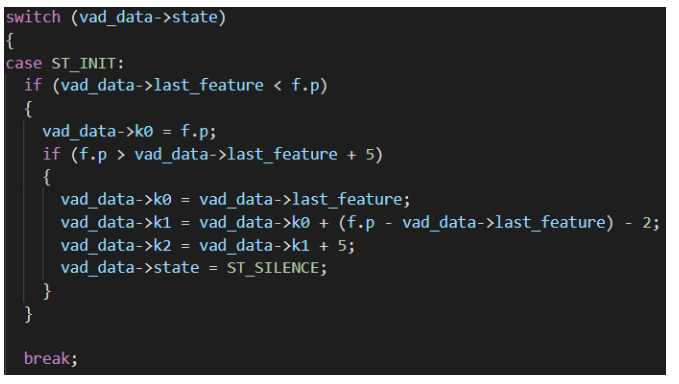 switch (vad_data->state)
{
case ST_INIT:
  if (vad_data->last_feature < f.p)
  {
    vad_data->k0 = f.p;
    if (f.p > vad_data->last_feature + 5)
    {
      vad_data->k0 = vad_data->last_feature;
      vad_data->k1 = vad_data->k0 + (f.p - vad_data->last_feature) - 2;
      vad_data->k2 = vad_data->k1 + 5;
      vad_data->state = ST_SILENCE;
    }
  }
  break;